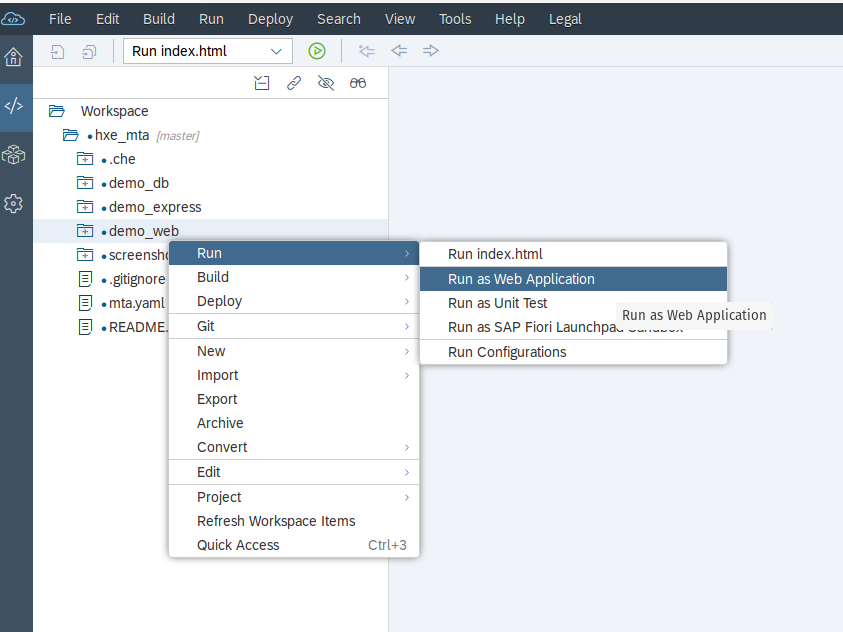 File Edit Build Run Deploy Search View Tools Help Legal
Run index.html
Workspace
hxe_mta [master]
.che
demo_db
demo_express
demo_web
.gitignore
mta.yaml
README.
Run
Build
Deploy
Git
New
Import
Export
Archive
Convert
Edit
Project
Refresh Workspace Items
Quick Access Ctrl+3
Run index.html
Run as Web Application
Run as Unit Test
Run as SAP Fiori Launchpad Sandbox
Run Configurations
Run as Web Application